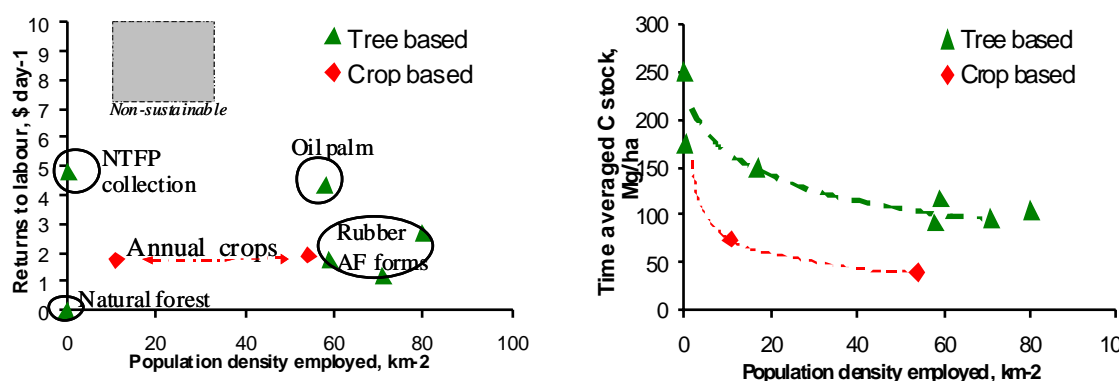 Returns to labour, $ day-1
10
9
8
7
6
5
4
3
2
1
0
Tree based
Crop based
Non-sustainable
NTFP
collection
Oil palm
Annual crops
Rubber
AF forms
Natural forest
0 20 40 60 80 100
Population density employed, km-2
Time averaged C stock,
Mg/ha
300
250
200
150
100
50
0
Tree based
Crop based
0 20 40 60 80
Population density employed, km-2